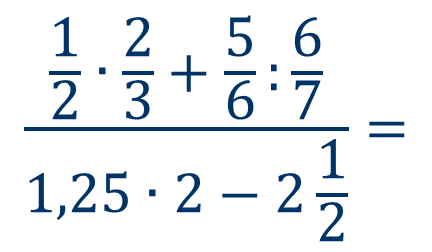 1/2 · 2/3 + 5/6 : 6/7 =
1,25 · 2 − 2 1/2